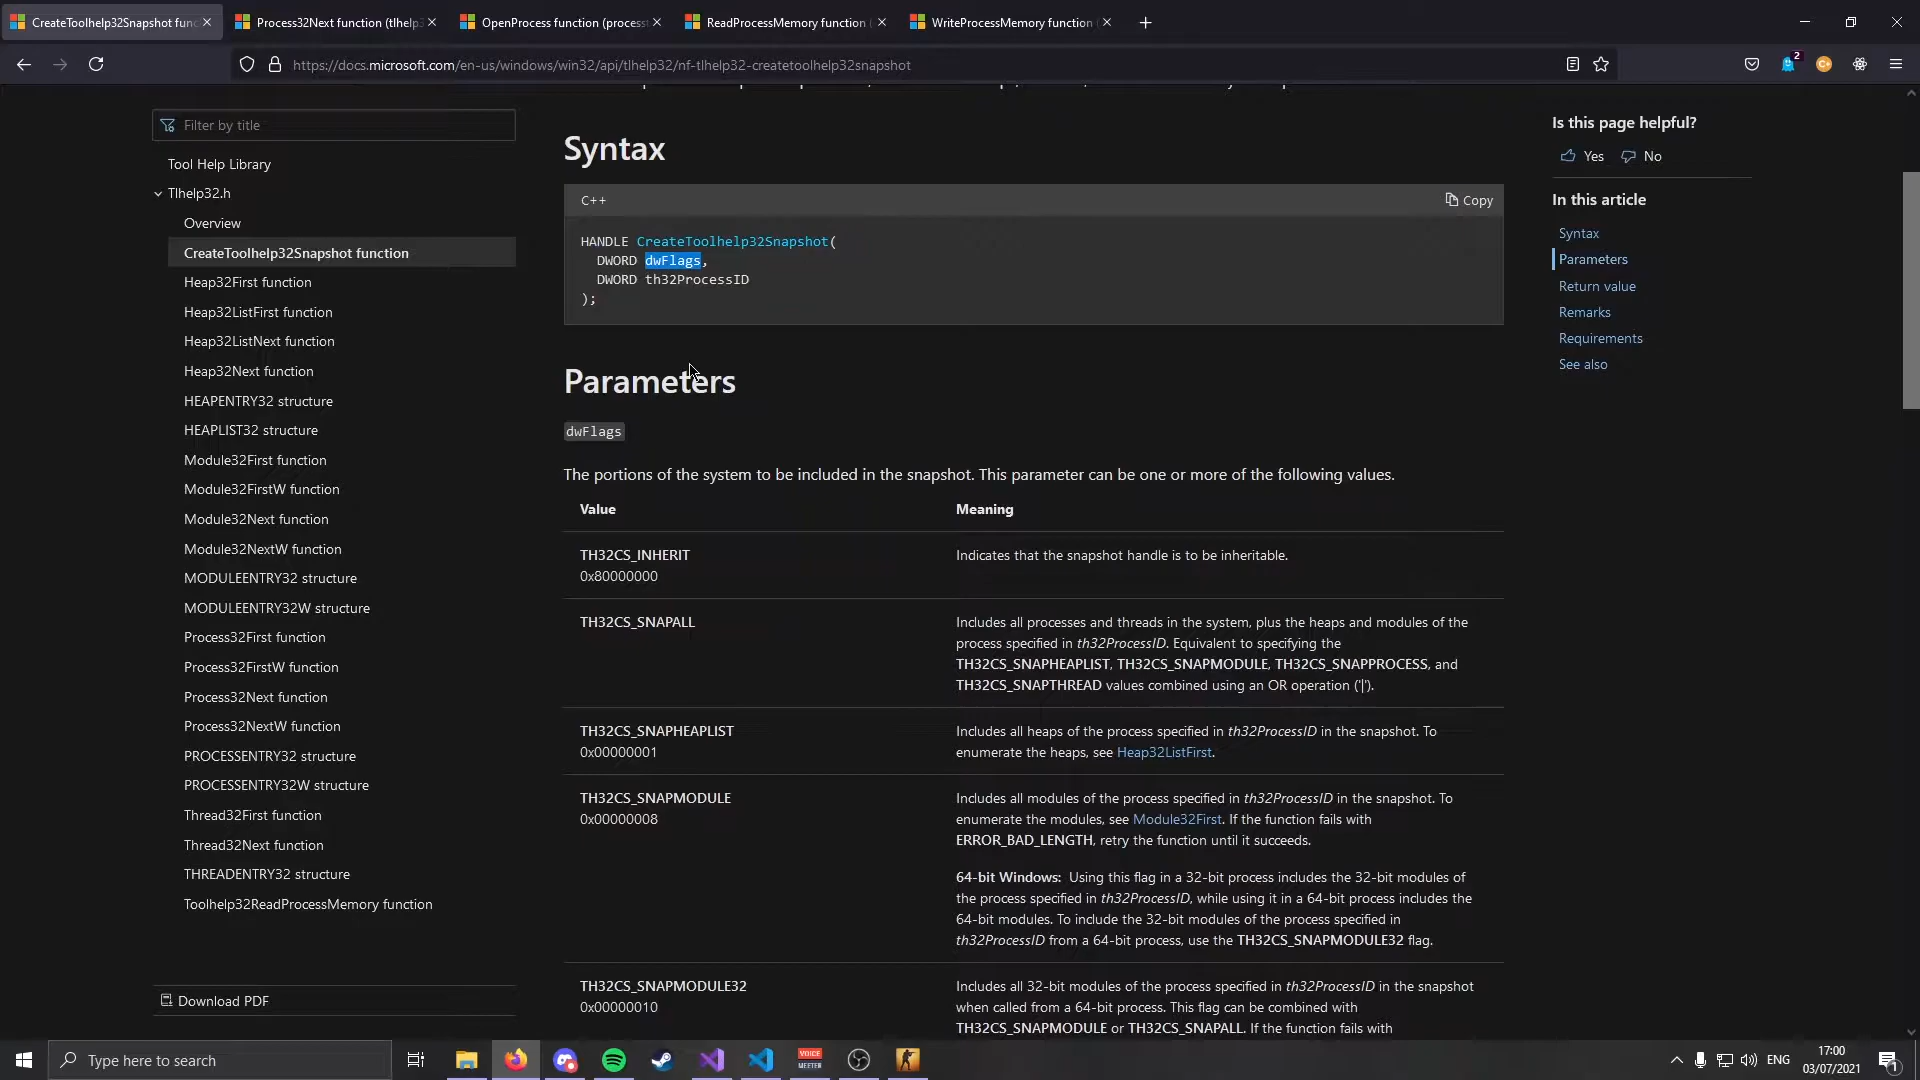 CreateToolhelp32Snapshot func
Process32Next function (tlhelp3
OpenProcess function (process
ReadProcessMemory function (
WriteProcessMemory function
https://docs.microsoft.com/en-us/windows/win32/api/tlhelp32/nf-tlhelp32-createtoolhelp32snapshot
2
Filter by title
Tool Help Library
Tlhelp32.h
Overview
CreateToolhelp32Snapshot function
Heap32First function
Heap32ListFirst function
Heap32ListNext function
Heap32Next function
HEAPENTRY32 structure
HEAPLIST32 structure
Module32First function
Module32FirstW function
Module32Next function
Module32NextW function
MODULEENTRY32 structure
MODULEENTRY32W structure
Process32First function
Process32FirstW function
Process32Next function
Process32NextW function
PROCESSENTRY32 structure
PROCESSENTRY32W structure
Thread32First function
Thread32Next function
THREADENTRY32 structure
Toolhelp32ReadProcessMemory function
Download PDF
Syntax
C++
Copy
HANDLE CreateToolhelp32Snapshot(
DWORD dwFlags,
DWORD th32ProcessID
);
Parameters
dwFlags
The portions of the system to be included in the snapshot. This parameter can be one or more of the following values.
Value Meaning
TH32CS_INHERIT
0x80000000
Indicates that the snapshot handle is to be inheritable.
TH32CS_SNAPALL
Includes all processes and threads in the system, plus the heaps and modules of the
process specified in th32ProcessID. Equivalent to specifying the
TH32CS_SNAPHEAPLIST, TH32CS_SNAPMODULE, TH32CS_SNAPPROCESS, and
TH32CS_SNAPTHREAD values combined using an OR operation ('|').
TH32CS_SNAPHEAPLIST
0x00000001
Includes all heaps of the process specified in th32ProcessID in the snapshot. To
enumerate the heaps, see Heap32ListFirst.
TH32CS_SNAPMODULE
0x00000008
Includes all modules of the process specified in th32ProcessID in the snapshot. To
enumerate the modules, see Module32First. If the function fails with
ERROR_BAD_LENGTH, retry the function until it succeeds.
64-bit Windows: Using this flag in a 32-bit process includes the 32-bit modules of
the process specified in th32ProcessID, while using it in a 64-bit process includes the
64-bit modules. To include the 32-bit modules of the process specified in
th32ProcessID from a 64-bit process, use the TH32CS_SNAPMODULE32 flag.
TH32CS_SNAPMODULE32
0x00000010
Includes all 32-bit modules of the process specified in th32ProcessID in the snapshot
when called from a 64-bit process. This flag can be combined with
TH32CS_SNAPMODULE or TH32CS_SNAPALL. If the function fails with
Is this page helpful?
Yes No
In this article
Syntax
Parameters
Return value
Remarks
Requirements
See also
Type here to search
VOICE
MEETER
ENG
17:00
03/07/2021
1